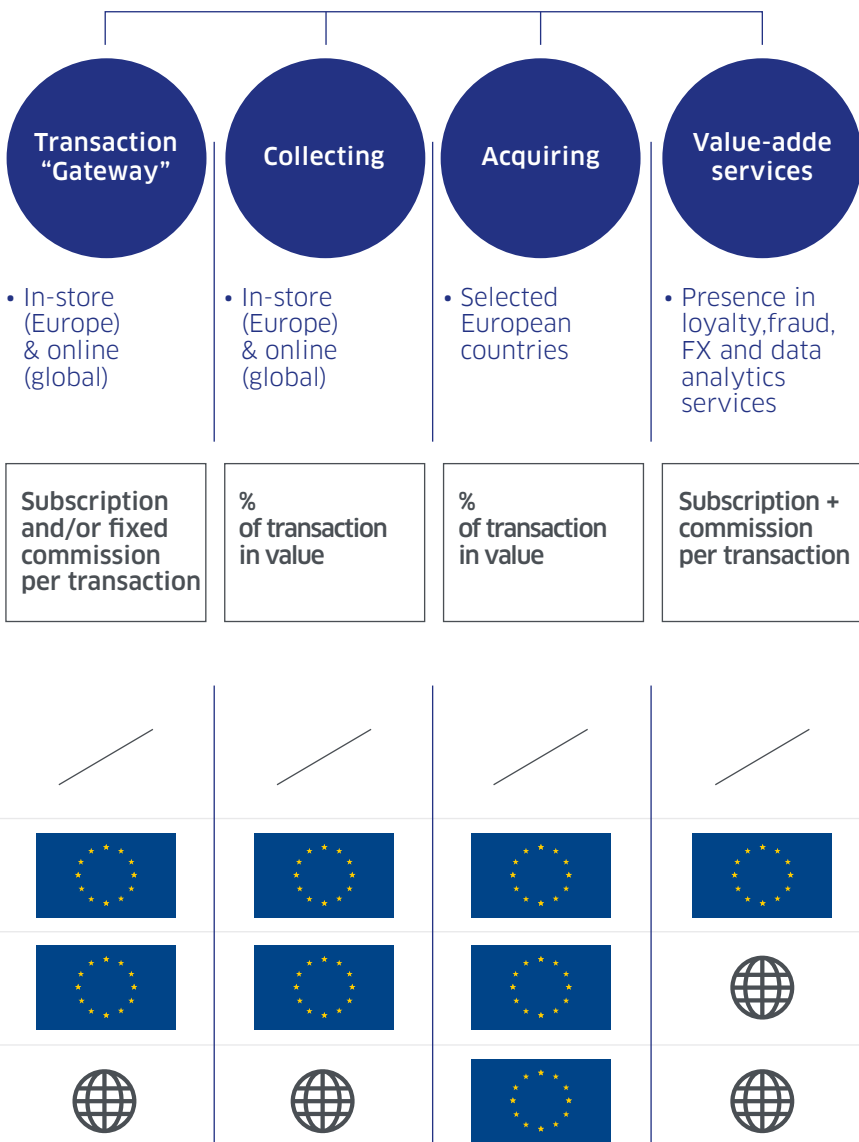 Transaction
“Gateway”
Collecting
Acquiring
Value-adde
services
• In-store
(Europe)
& online
(global)
• In-store
(Europe)
& online
(global)
• Selected
European
countries
• Presence in
loyalty,fraud,
FX and data
analytics
services
Subscription
and/or fixed
commission
per transaction
%
of transaction
in value
%
of transaction
in value
Subscription +
commission
per transaction